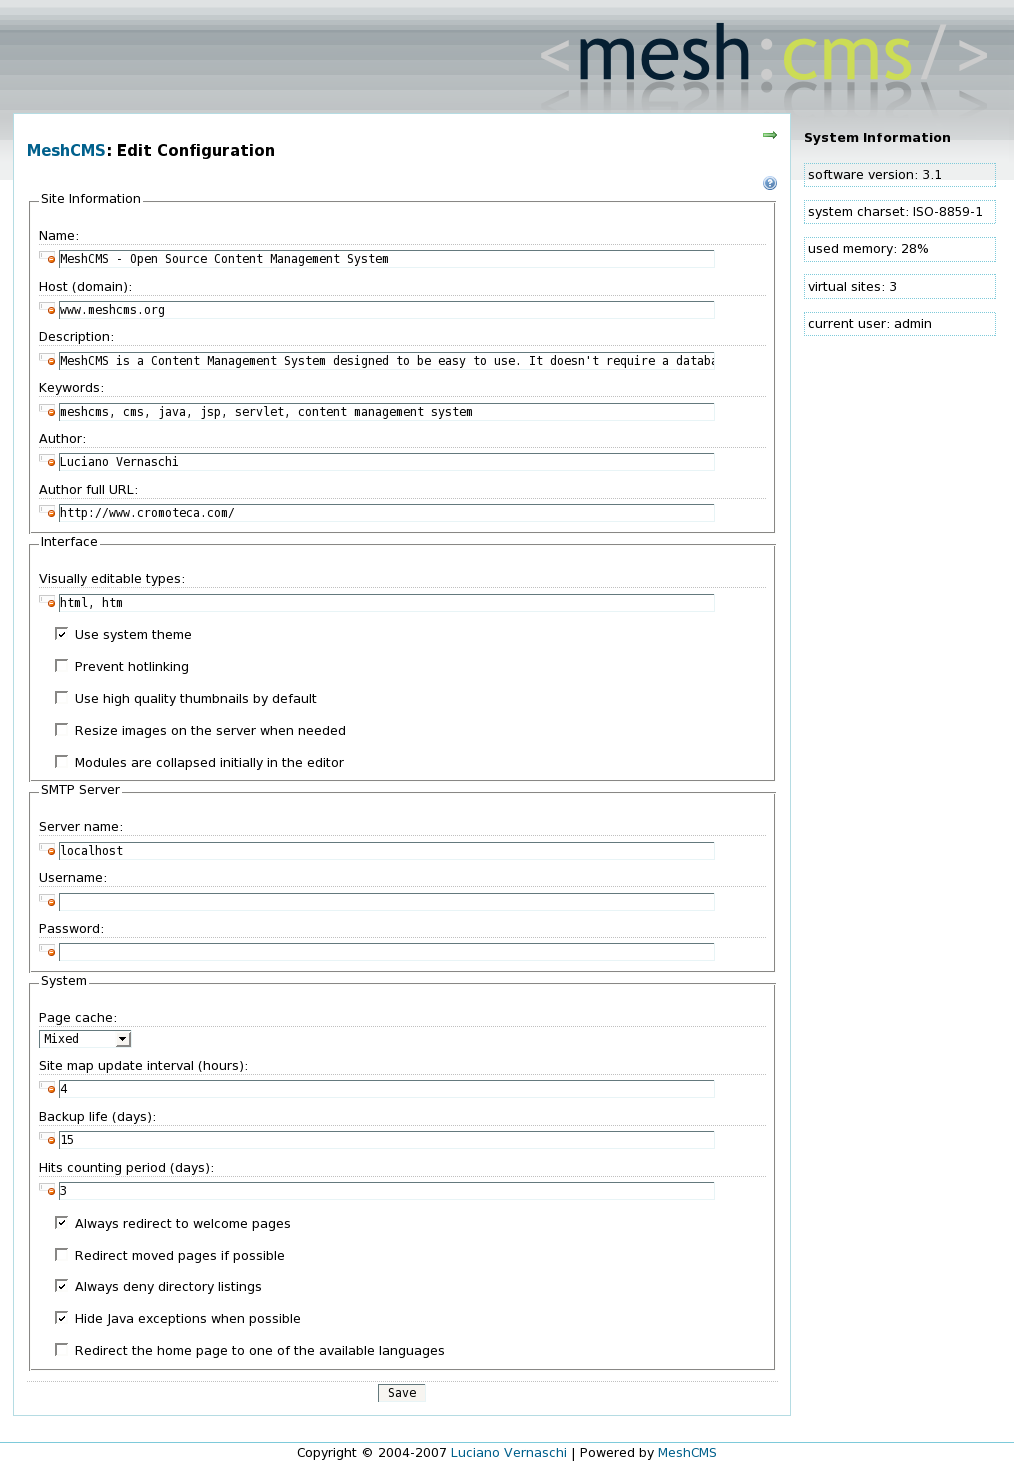 <mesh:cms/>
MeshCMS: Edit Configuration
Site Information
Name:
MeshCMS - Open Source Content Management System
Host (domain):
www.meshcms.org
Description:
MeshCMS is a Content Management System designed to be easy to use. It doesn't require a databa
Keywords:
meshcms, cms, java, jsp, servlet, content management system
Author:
Luciano Vernaschi
Author full URL:
http://www.cromoteca.com/
Interface
Visually editable types:
html, htm
Use system theme
Prevent hotlinking
Use high quality thumbnails by default
Resize images on the server when needed
Modules are collapsed initially in the editor
SMTP Server
Server name:
localhost
Username:
Password:
System
Page cache:
Mixed
Site map update interval (hours):
4
Backup life (days):
15
Hits counting period (days):
3
Always redirect to welcome pages
Redirect moved pages if possible
Always deny directory listings
Hide Java exceptions when possible
Redirect the home page to one of the available languages
Save
System Information
software version: 3.1
system charset: ISO-8859-1
used memory: 28%
virtual sites: 3
current user: admin
Copyright © 2004-2007 Luciano Vernaschi | Powered by MeshCMS